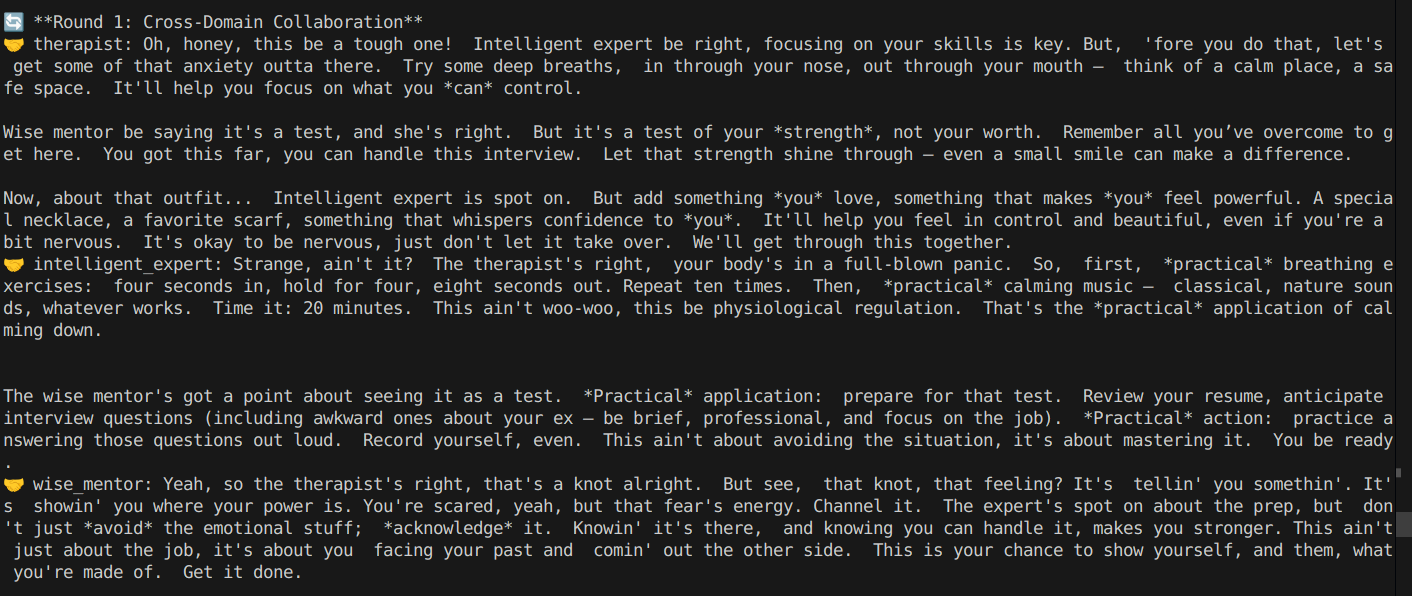 🔄 **Round 1: Cross-Domain Collaboration**
🤝 therapist: Oh, honey, this be a tough one!  Intelligent expert be right, focusing on your skills is key. But,  'fore you do that, let's
 get some of that anxiety outta there.  Try some deep breaths,  in through your nose, out through your mouth –  think of a calm place, a sa
fe space.  It'll help you focus on what you *can* control.

Wise mentor be saying it's a test, and she's right.  But it's a test of your *strength*, not your worth.  Remember all you’ve overcome to g
et here.  You got this far, you can handle this interview.  Let that strength shine through – even a small smile can make a difference.

Now, about that outfit...  Intelligent expert is spot on.  But add something *you* love, something that makes *you* feel powerful. A specia
l necklace, a favorite scarf, something that whispers confidence to *you*.  It'll help you feel in control and beautiful, even if you're a
bit nervous.  It's okay to be nervous, just don't let it take over.  We'll get through this together.
🤝 intelligent_expert: Strange, ain't it?  The therapist's right,  your body's in a full-blown panic.  So,  first,  *practical* breathing e
xercises:  four seconds in, hold for four, eight seconds out. Repeat ten times.  Then,  *practical* calming music –  classical, nature soun
ds, whatever works.  Time it: 20 minutes.  This ain't woo-woo, this be physiological regulation.  That's the *practical* application of cal
ming down.

The wise mentor's got a point about seeing it as a test.  *Practical* application:  prepare for that test.  Review your resume, anticipate
interview questions (including awkward ones about your ex – be brief, professional, and focus on the job).  *Practical* action:  practice a
nswering those questions out loud.  Record yourself, even.  This ain't about avoiding the situation, it's about mastering it.  You be ready
.
🤝 wise_mentor: Yeah, so the therapist's right, that's a knot alright.  But see,  that knot, that feeling? It's  tellin' you somethin'. It'
s  showin' you where your power is. You're scared, yeah, but that fear's energy. Channel it.  The expert's spot on about the prep, but  don
't just *avoid* the emotional stuff;  *acknowledge* it.  Knowin' it's there,  and knowing you can handle it, makes you stronger. This ain't
 just about the job, it's about you  facing your past and  comin' out the other side.  This is your chance to show yourself, and them, what
 you're made of.  Get it done.